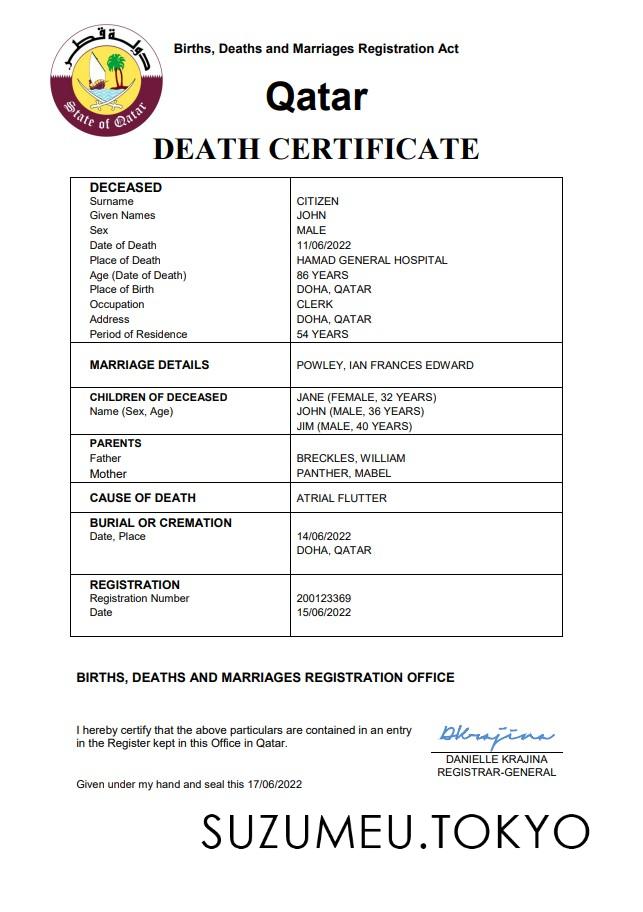 دولة قطر
State of Qatar
Births, Deaths and Marriages Registration Act
Qatar
DEATH CERTIFICATE
DECEASED
Surname CITIZEN
Given Names JOHN
Sex MALE
Date of Death 11/06/2022
Place of Death HAMAD GENERAL HOSPITAL
Age (Date of Death) 86 YEARS
Place of Birth DOHA, QATAR
Occupation CLERK
Address DOHA, QATAR
Period of Residence 54 YEARS
MARRIAGE DETAILS POWLEY, IAN FRANCES EDWARD
CHILDREN OF DECEASED JANE (FEMALE, 32 YEARS)
Name (Sex, Age) JOHN (MALE, 36 YEARS)
JIM (MALE, 40 YEARS)
PARENTS
Father BRECKLES, WILLIAM
Mother PANTHER, MABEL
CAUSE OF DEATH ATRIAL FLUTTER
BURIAL OR CREMATION
Date, Place 14/06/2022
DOHA, QATAR
REGISTRATION
Registration Number 200123369
Date 15/06/2022
BIRTHS, DEATHS AND MARRIAGES REGISTRATION OFFICE
I hereby certify that the above particulars are contained in an entry
in the Register kept in this Office in Qatar.
DKrajina
DANIELLE KRAJINA
REGISTRAR-GENERAL
Given under my hand and seal this 17/06/2022
SUZUMEU.TOKYO